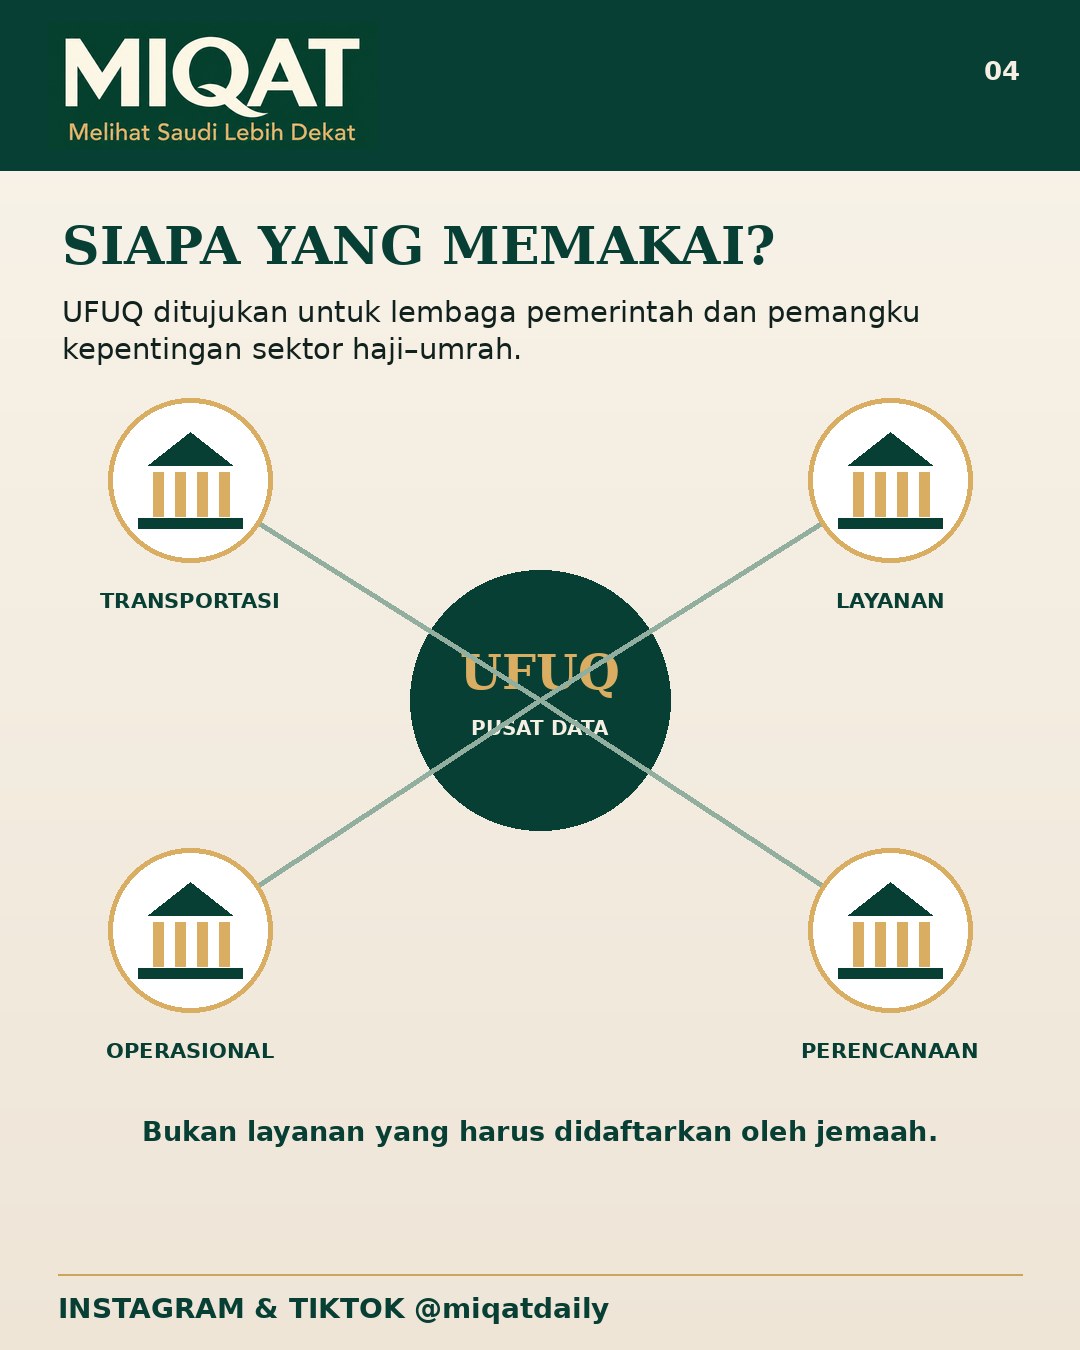 MIQAT
Melihat Saudi Lebih Dekat
04
SIAPA YANG MEMAKAI?
UFUQ ditujukan untuk lembaga pemerintah dan pemangku
kepentingan sektor haji–umrah.
TRANSPORTASI
LAYANAN
UFUQ
PUSAT DATA
OPERASIONAL
PERENCANAAN
Bukan layanan yang harus didaftarkan oleh jemaah.
INSTAGRAM & TIKTOK @miqatdaily